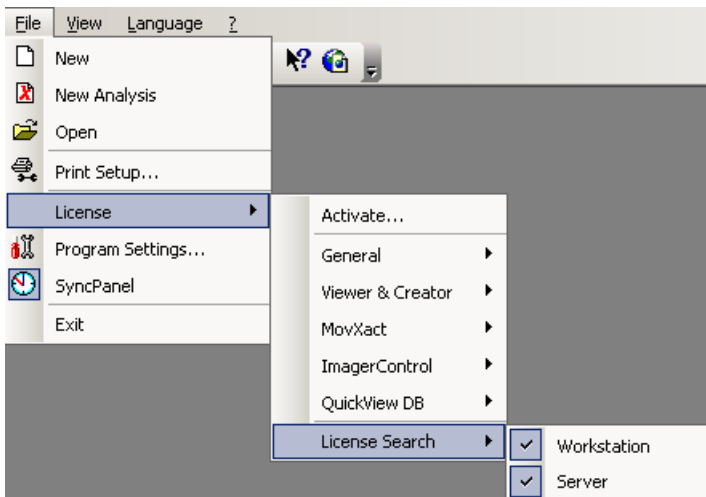 File View Language ?
New
New Analysis
Open
Print Setup...
License
Program Settings...
SyncPanel
Exit
Activate...
General
Viewer & Creator
MovXact
ImagerControl
QuickView DB
License Search
Workstation
Server